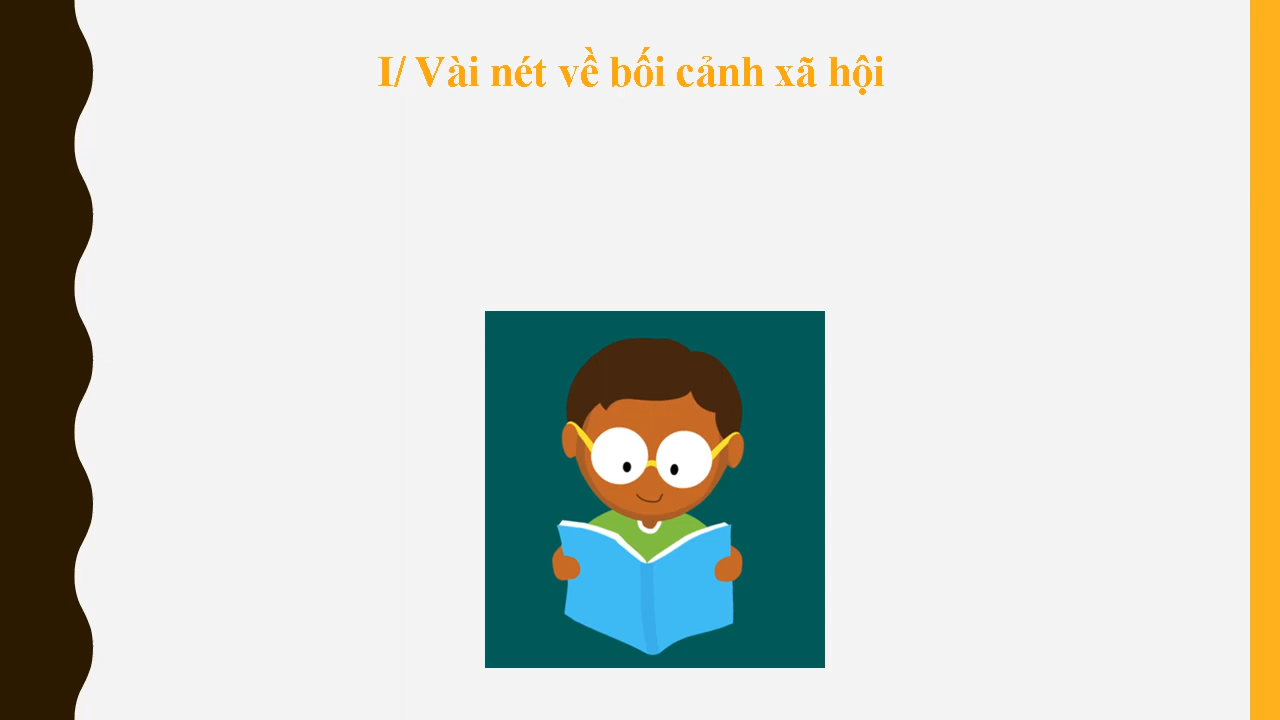 I/ Vài nét về bối cảnh xã hội